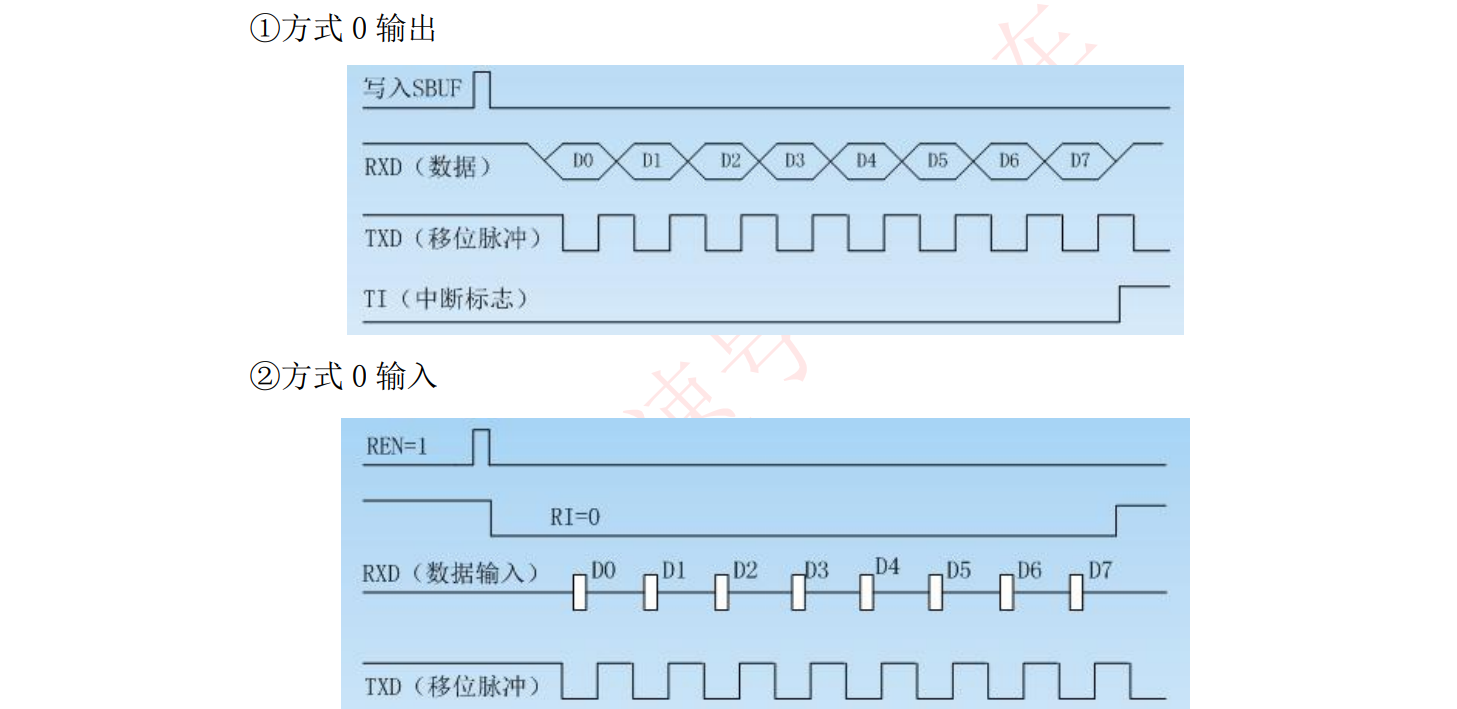 ①方式 0 输出
写入SBUF
RXD（数据）
D0 D1 D2 D3 D4 D5 D6 D7
TXD（移位脉冲）
TI（中断标志）
②方式 0 输入
REN=1
RI=0
RXD（数据输入）
D0 D1 D2 D3 D4 D5 D6 D7
TXD（移位脉冲）